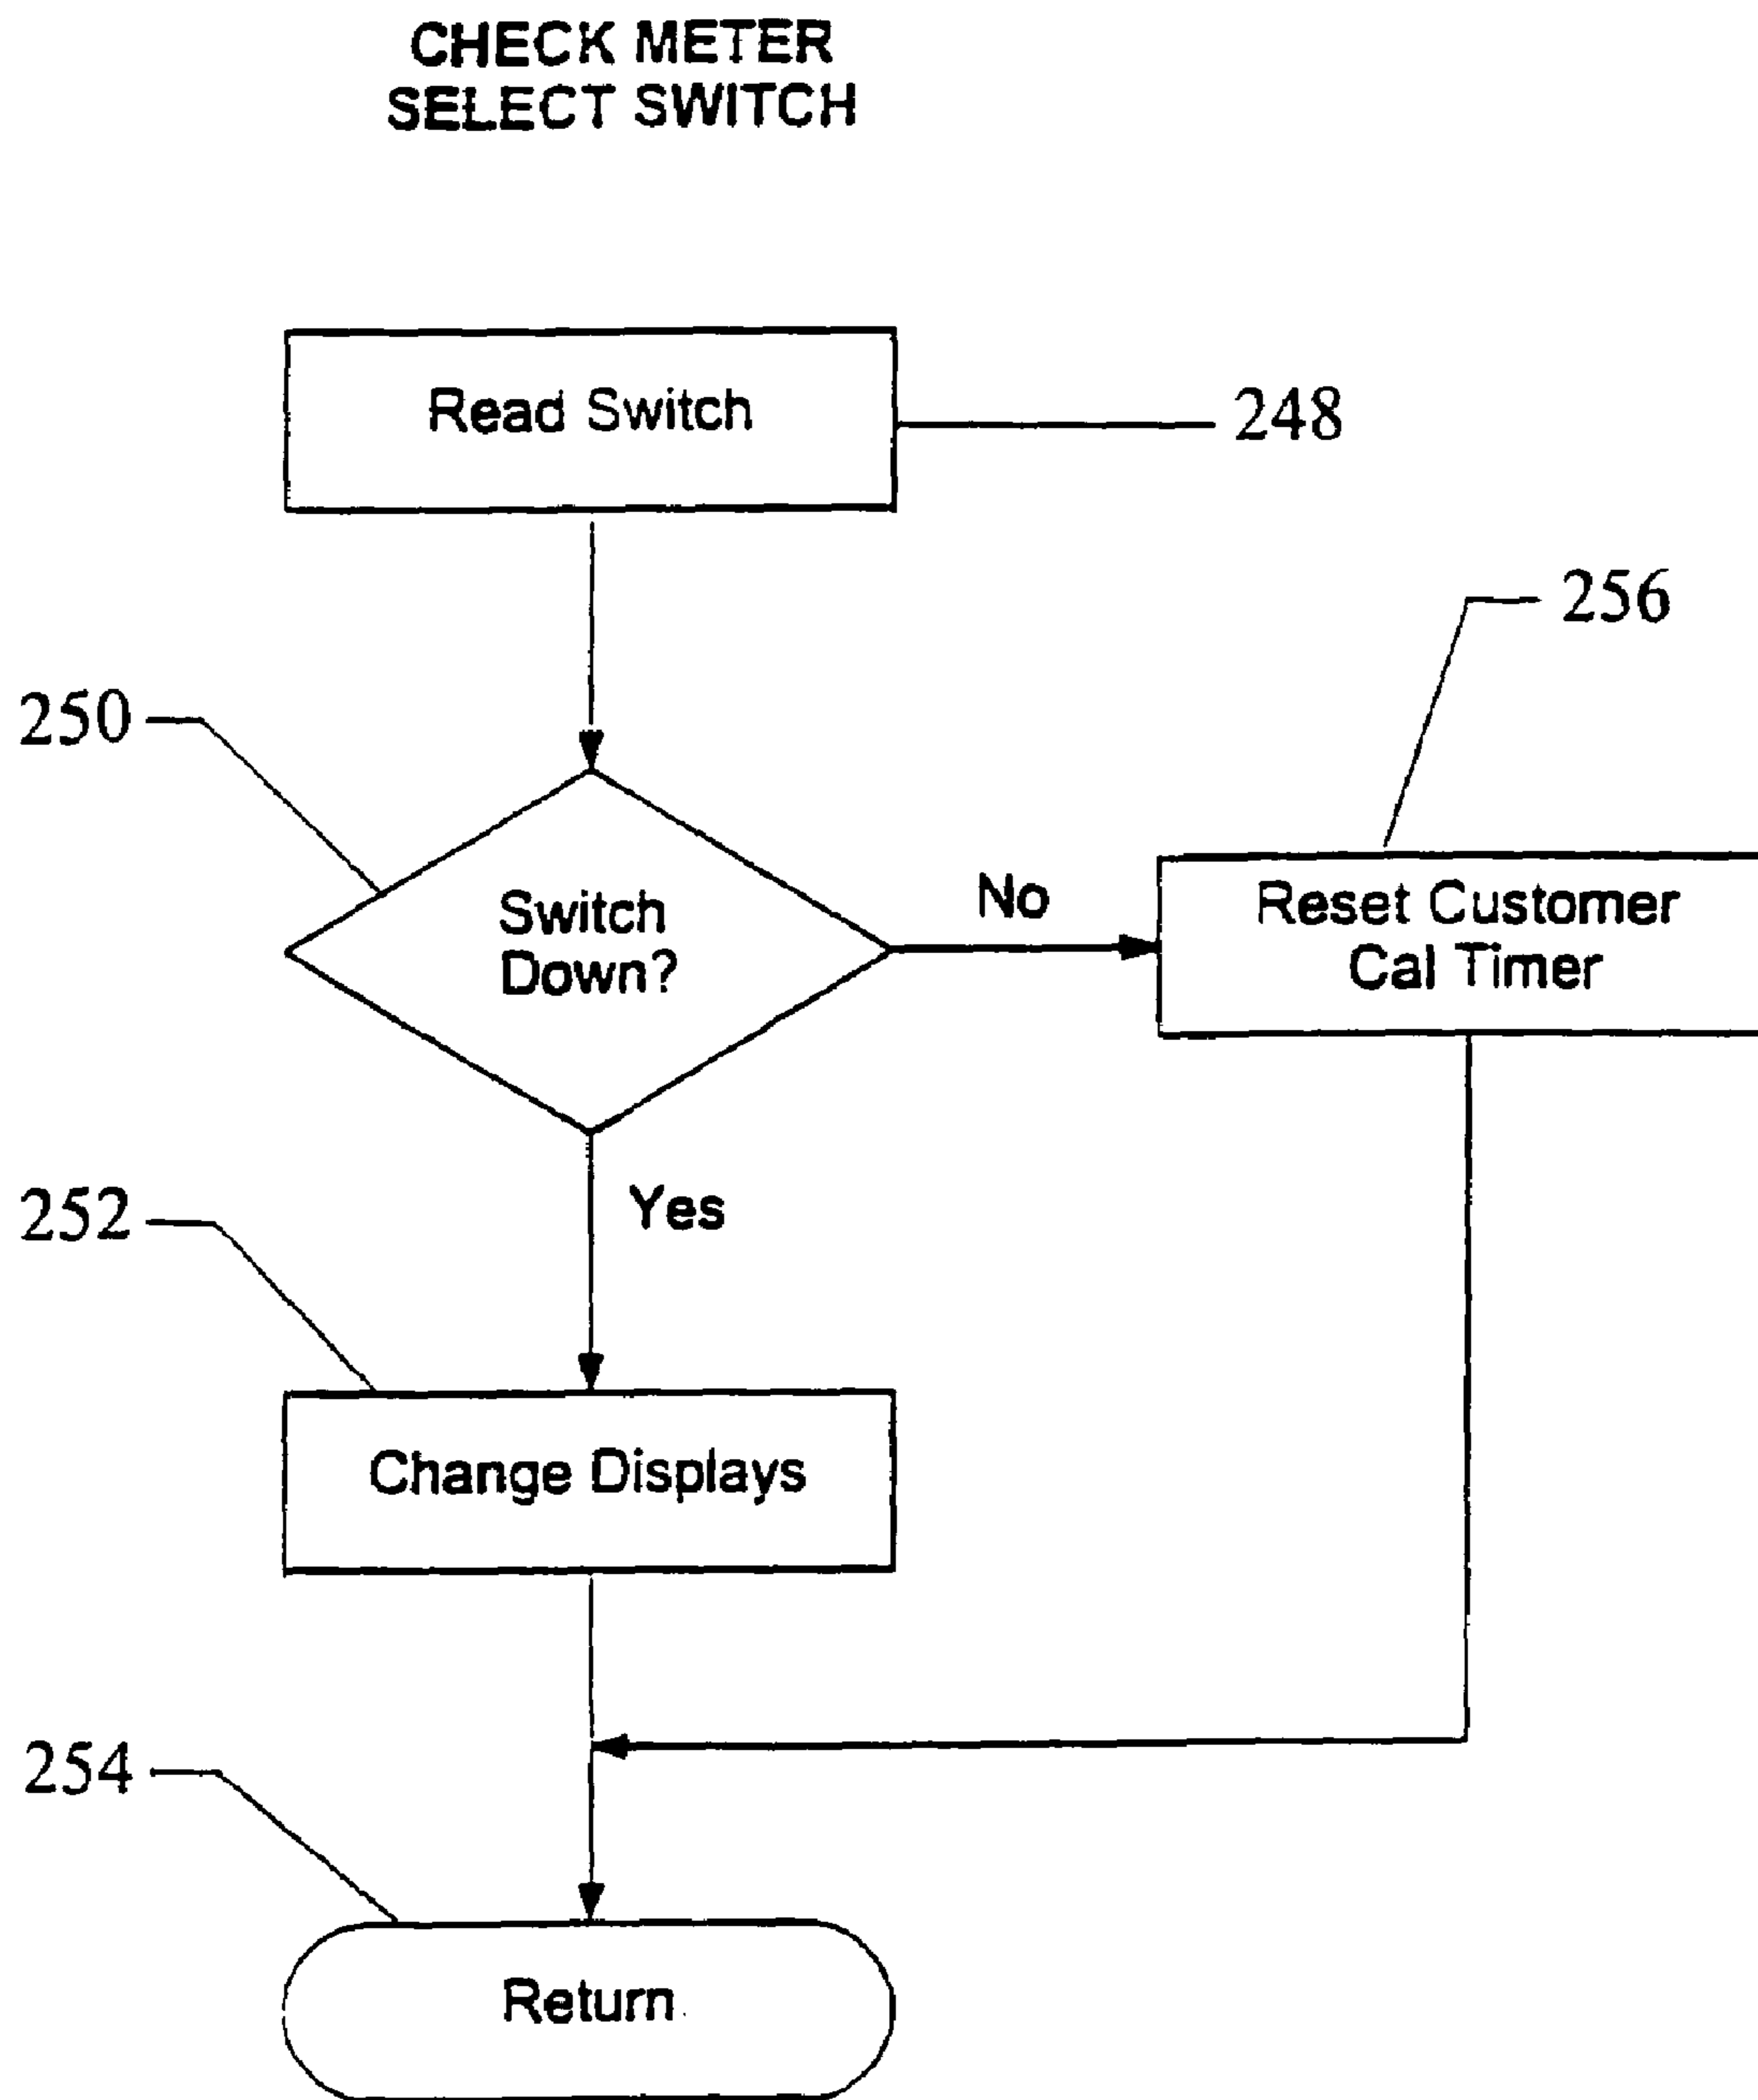 CHECK METER
SELECT SWITCH
Read Switch
248
256
250
Switch
Down?
No
Reset Customer
Cal Timer
Yes
252
Change Displays
254
Return